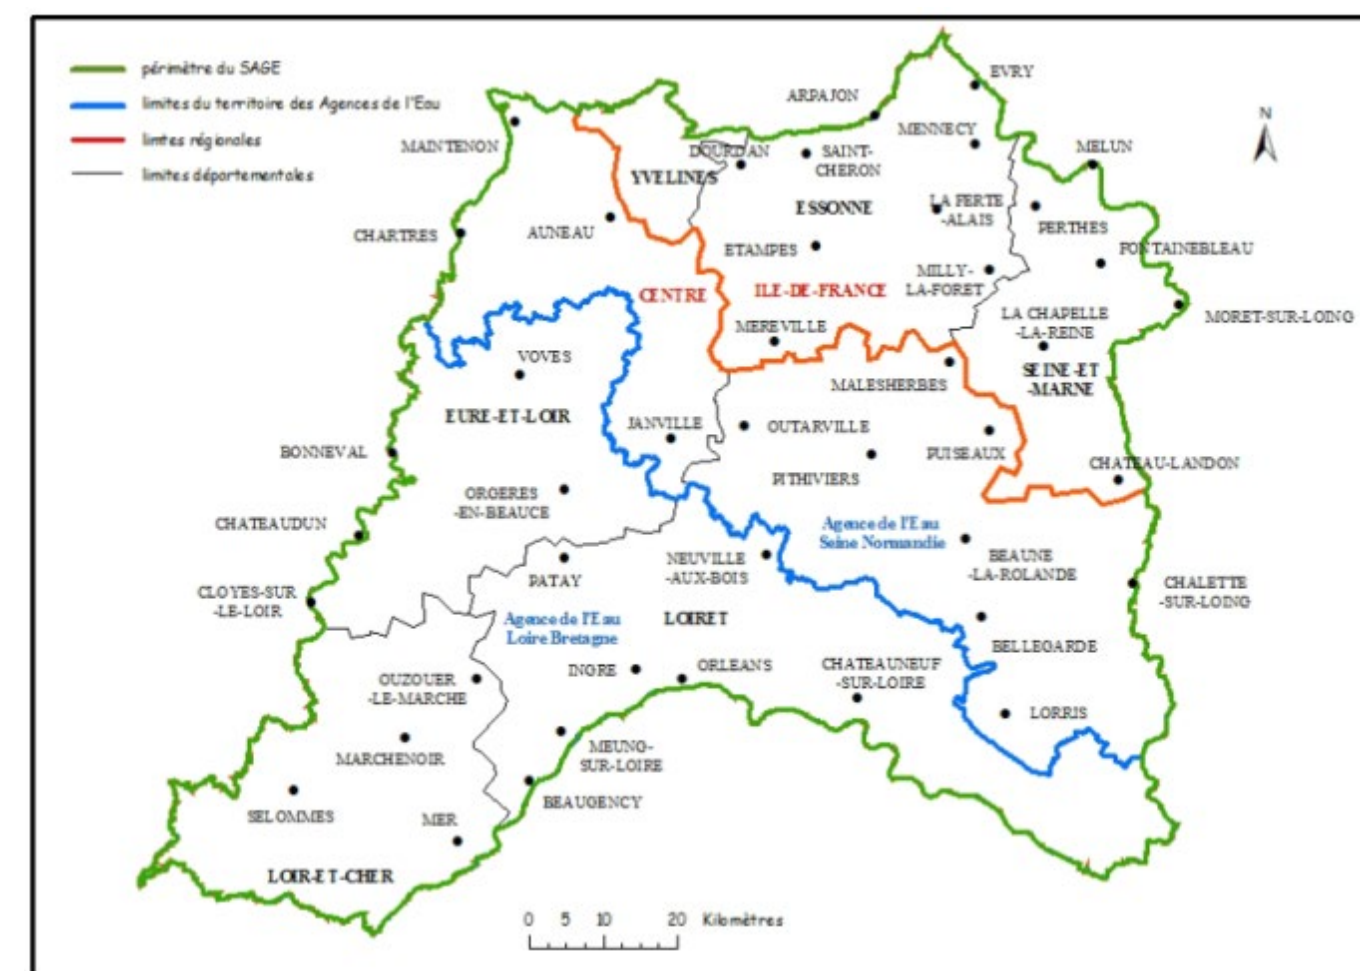 périmètre du SAGE
limites du territoire des Agences de l'Eau
limtes régionales
limites départementales
N
EVRY
ARPAJON
MENNECY
MAINTENON
DOURDAN
SAINT-
CHERON
MELUN
YVELINES
ESSONNE
LA FERTE
-ALAIS
PERTHES
CHARTRES
AUNEAU
ETAMPES
FONTAINEBLEAU
MILLY-
LA-FORET
CENTRE
ILE-DE-FRANCE
LA CHAPELLE
-LA-REINE
MORET-SUR-LOING
MEREVILLE
VOVES
MALESHERBES
SEINE-ET
-MARNE
EURE-ET-LOIR
JANVILLE
OUTARVILLE
PUISEAUX
BONNEVAL
PITHIVIERS
CHATEAU-LANDON
ORGERES
-EN-BEAUCE
CHATEAUDUN
Agence de l'Eau
Seine Normandie
NEUVILLE
-AUX-BOIS
BEAUNE
-LA-ROLANDE
PATAY
CHALETTE
-SUR-LOING
CLOYES-SUR
-LE-LOIR
Agence de l'Eau
Loire Bretagne
LOIRET
BELLEGARDE
INGRE
ORLEANS
CHATEAUNEUF
-SUR-LOIRE
OUZOUER
-LE-MARCHE
LORRIS
MARCHENOIR
MEUNG-
SUR-LOIRE
BEAUGENCY
SELOMMES
MER
LOIR-ET-CHER
0 5 10 20 Kilomètres